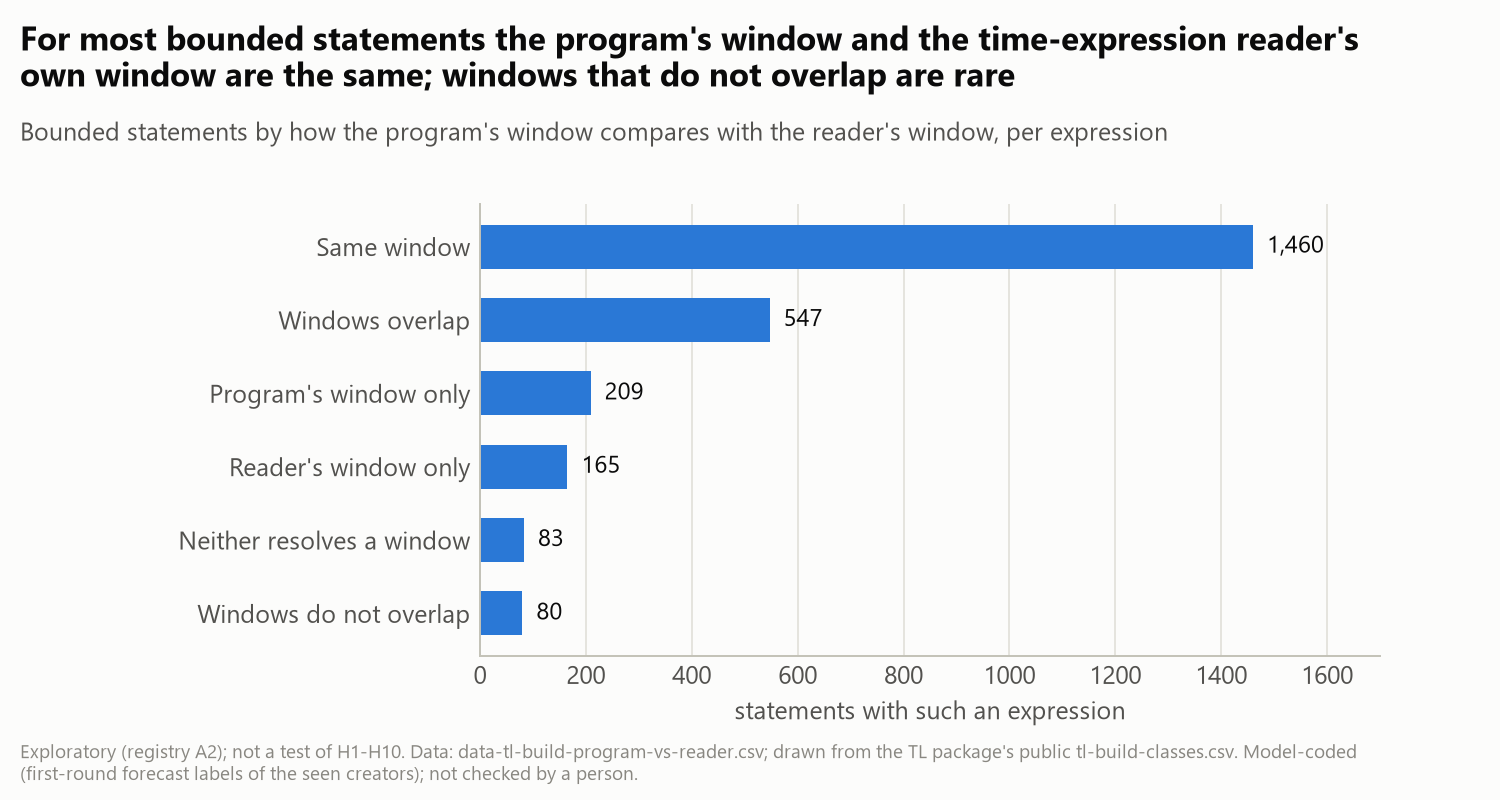 For most bounded statements the program's window and the time-expression reader's
own window are the same; windows that do not overlap are rare
Bounded statements by how the program's window compares with the reader's window, per expression
Same window
1,460
Windows overlap
547
Program's window only
209
Reader's window only
165
Neither resolves a window
83
Windows do not overlap
80
0 200 400 600 800 1000 1200 1400 1600
statements with such an expression
Exploratory (registry A2); not a test of H1-H10. Data: data-tl-build-program-vs-reader.csv; drawn from the TL package's public tl-build-classes.csv. Model-coded
(first-round forecast labels of the seen creators); not checked by a person.